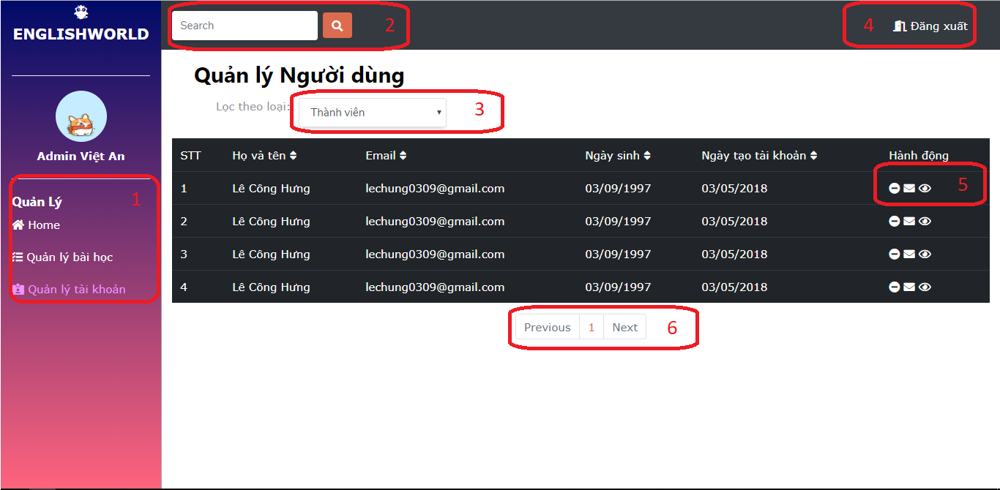 ENGLISHWORLD
Admin Việt An
Quản Lý 1
Home
Quản lý bài học
Quản lý tài khoản
Search 2
4 Đăng xuất
Quản lý Người dùng
Lọc theo loại: Thành viên 3
STT Họ và tên Email Ngày sinh Ngày tạo tài khoản Hành động
1 Lê Công Hưng lechung0309@gmail.com 03/09/1997 03/05/2018 5
2 Lê Công Hưng lechung0309@gmail.com 03/09/1997 03/05/2018
3 Lê Công Hưng lechung0309@gmail.com 03/09/1997 03/05/2018
4 Lê Công Hưng lechung0309@gmail.com 03/09/1997 03/05/2018
Previous 1 Next 6